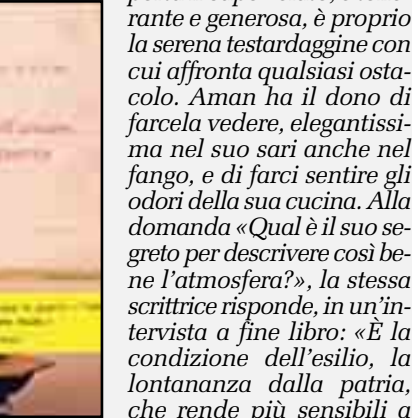 rante e generosa, è proprio
la serena testardaggine con
cui affronta qualsiasi osta-
colo. Aman ha il dono di
farcela vedere, elegantissi-
ma nel suo sari anche nel
fango, e di farci sentire gli
odori della sua cucina. Alla
domanda «Qual è il suo se-
greto per descrivere così be-
ne l'atmosfera?», la stessa
scrittrice risponde, in un'in-
tervista a fine libro: «È la
condizione dell'esilio, la
lontananza dalla patria,
che rende più sensibili a